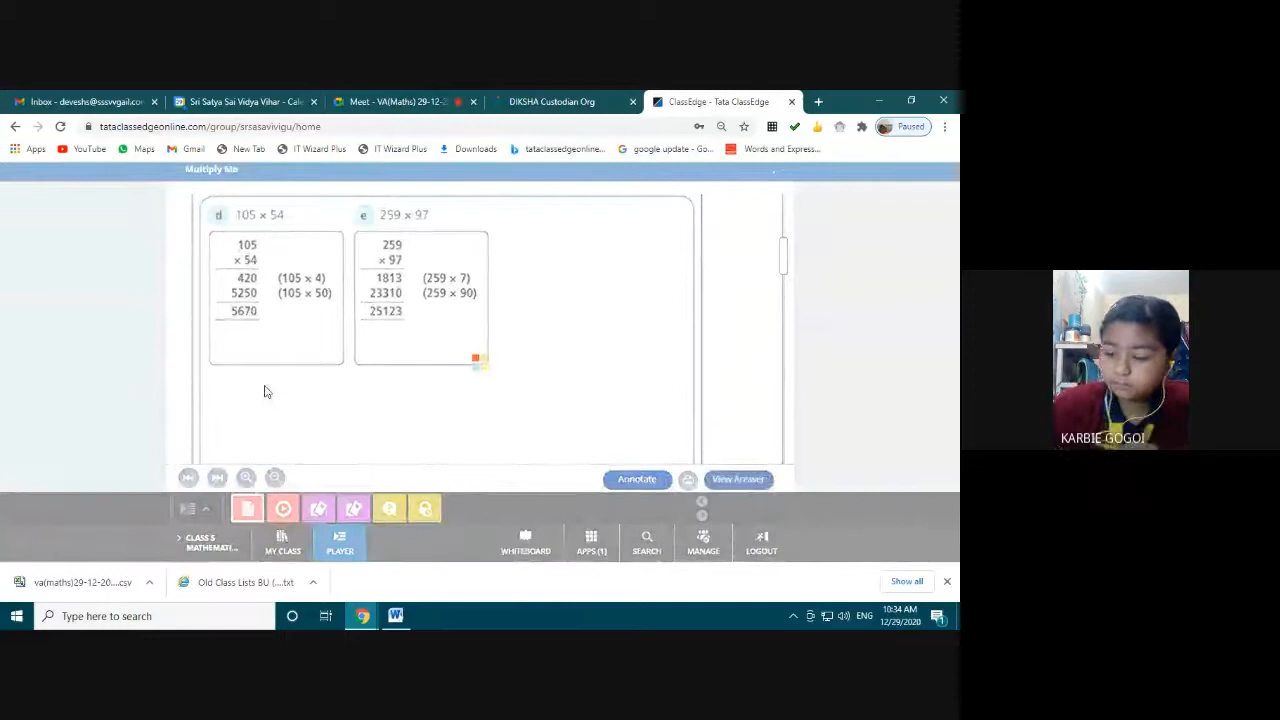 Inbox - deveshs@sssvvgail.co
Sri Satya Sai Vidya Vihar - Cale
Meet - VA(Maths) 29-12-2
DIKSHA Custodian Org
ClassEdge - Tata ClassEdge
tataclassedgeonline.com/group/srsasavivigu/home
Paused
Apps
YouTube
Maps
Gmail
New Tab
IT Wizard Plus
IT Wizard Plus
Downloads
tataclassedgeonline...
google update - Go...
Words and Express...
Multiply Me
d 105 × 54
e 259 × 97
105
× 54
420 (105 × 4)
5250 (105 × 50)
5670
259
× 97
1813 (259 × 7)
23310 (259 × 90)
25123
KARBIE GOGOI
Annotate
View Answer
CLASS 5
MATHEMATI...
MY CLASS
PLAYER
WHITEBOARD
APPS (1)
SEARCH
MANAGE
LOGOUT
va(maths)29-12-20....csv
Old Class Lists BU (....txt
Show all
Type here to search
ENG
10:34 AM
12/29/2020